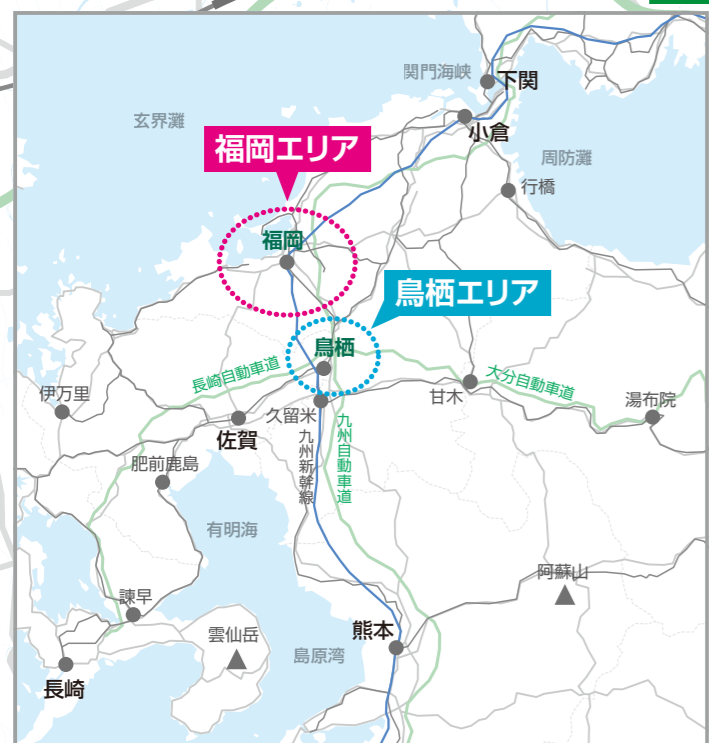 関門海峡
下関
玄界灘
小倉
福岡エリア
周防灘
行橋
福岡
鳥栖エリア
鳥栖
長崎自動車道
大分自動車道
伊万里
甘木
湯布院
久留米
佐賀
九州新幹線
九州自動車道
肥前鹿島
有明海
阿蘇山
諫早
雲仙岳
熊本
島原湾
長崎